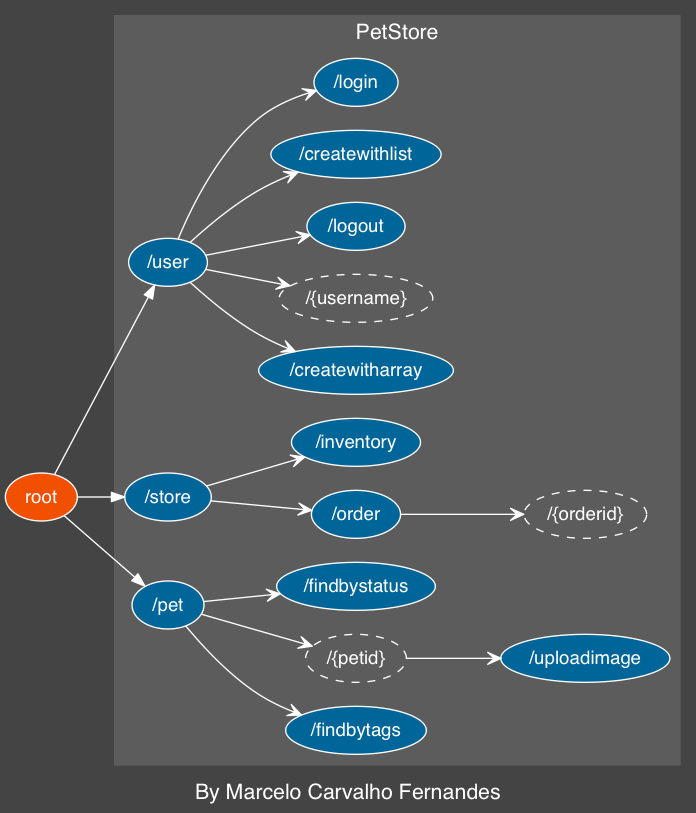 PetStore
/login
/createwithlist
/logout
/user
/{username}
/createwitharray
/inventory
root
/store
/order
/{orderid}
/findbystatus
/pet
/{petid}
/uploadimage
/findbytags
By Marcelo Carvalho Fernandes